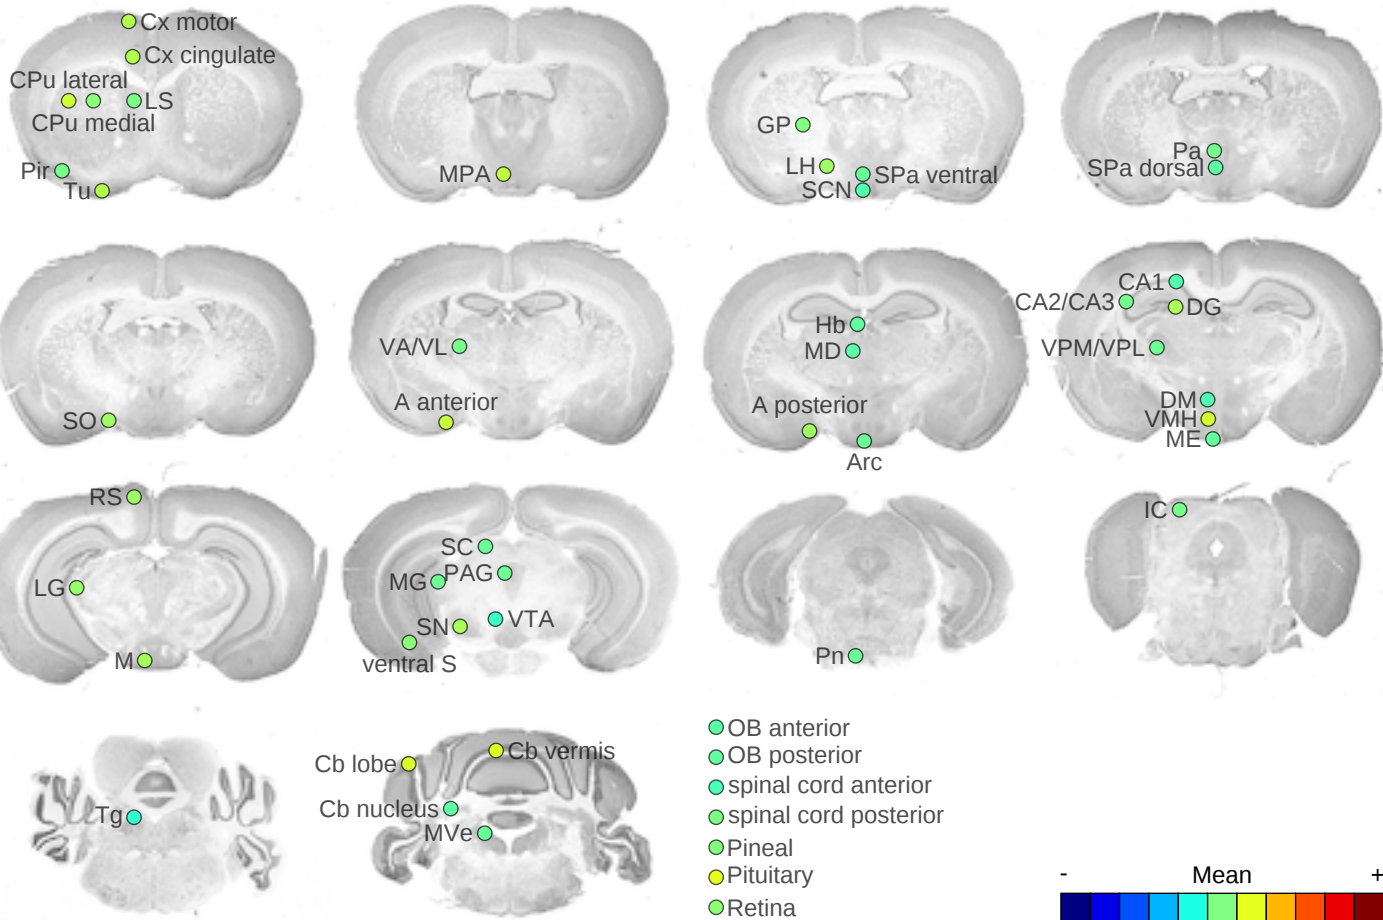 Cx motor
Cx cingulate
CPu lateral
LS
CPu medial
Pir
Tu
MPA
GP
LH
SPa ventral
SCN
Pa
SPa dorsal
SO
VA/VL
A anterior
Hb
MD
A posterior
Arc
CA1
CA2/CA3
DG
VPM/VPL
DM
VMH
ME
RS
LG
M
SC
PAG
MG
VTA
SN
ventral S
Pn
IC
Tg
Cb lobe
Cb vermis
Cb nucleus
MVe
OB anterior
OB posterior
spinal cord anterior
spinal cord posterior
Pineal
Pituitary
Retina
- Mean +